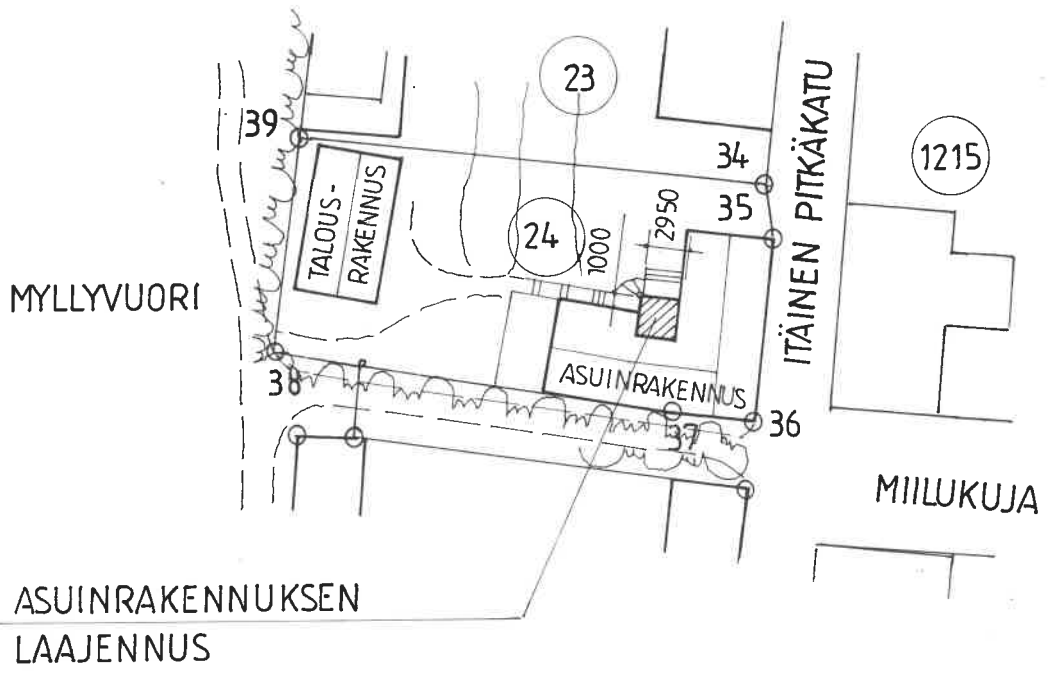 23
39
34
1215
35
ITÄINEN PITKÄKATU
TALOUS-
RAKENNUS
24
1000
2950
MYLLYVUORI
38
ASUINRAKENNUS
37
36
MIILUKUJA
ASUINRAKENNUKSEN
LAAJENNUS